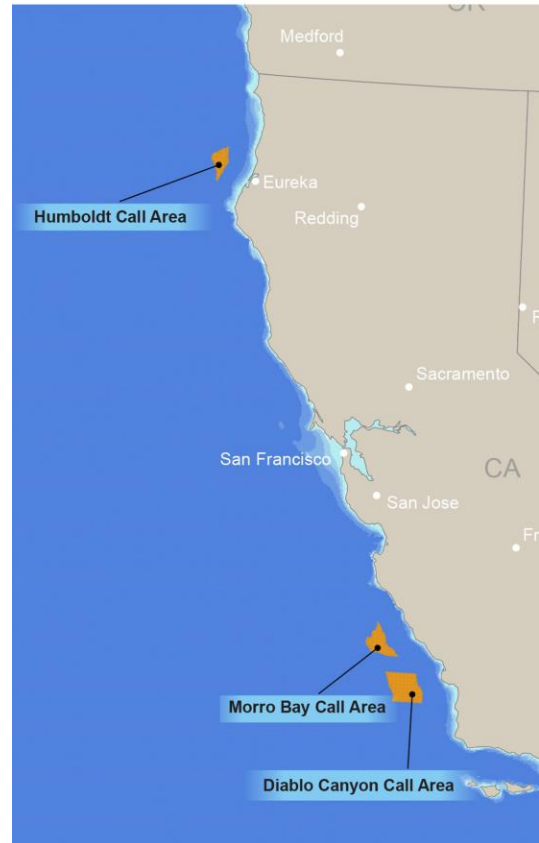 Medford
Eureka
Humboldt Call Area
Redding
Sacramento
San Francisco
CA
San Jose
Morro Bay Call Area
Diablo Canyon Call Area